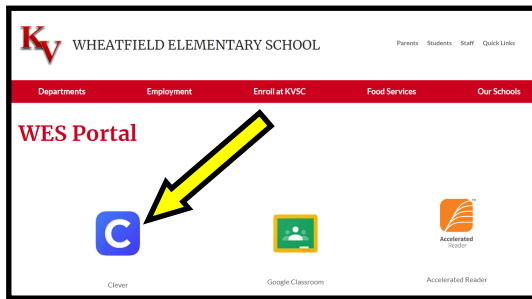 KV
WHEATFIELD ELEMENTARY SCHOOL
Parents Students Staff Quick Links
Departments Employment Enroll at KVSC Food Services Our Schools
WES Portal
C
Accelerated
Reader
Clever Google Classroom Accelerated Reader